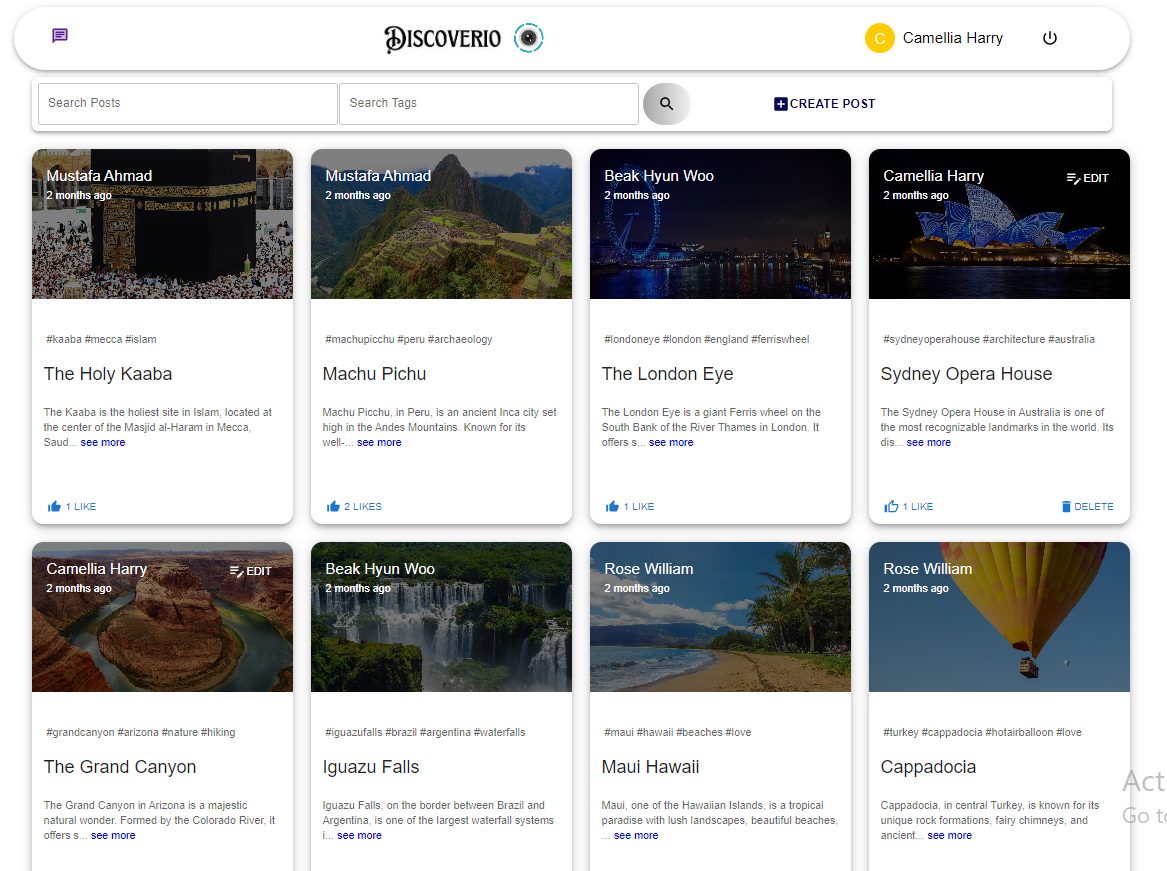 DISCOVERIO
C Camellia Harry
Search Posts
Search Tags
CREATE POST
Mustafa Ahmad
2 months ago
#kaaba #mecca #islam
The Holy Kaaba
The Kaaba is the holiest site in Islam, located at
the center of the Masjid al-Haram in Mecca,
Saud... see more
1 LIKE
Mustafa Ahmad
2 months ago
#machupicchu #peru #archaeology
Machu Pichu
Machu Picchu, in Peru, is an ancient Inca city set
high in the Andes Mountains. Known for its
well-... see more
2 LIKES
Beak Hyun Woo
2 months ago
#londoneye #london #england #ferriswheel
The London Eye
The London Eye is a giant Ferris wheel on the
South Bank of the River Thames in London. It
offers s... see more
1 LIKE
Camellia Harry
EDIT
2 months ago
#sydneyoperahouse #architecture #australia
Sydney Opera House
The Sydney Opera House in Australia is one of
the most recognizable landmarks in the world. Its
dis... see more
1 LIKE
DELETE
Camellia Harry
EDIT
2 months ago
#grandcanyon #arizona #nature #hiking
The Grand Canyon
The Grand Canyon in Arizona is a majestic
natural wonder. Formed by the Colorado River, it
offers s... see more
Beak Hyun Woo
2 months ago
#iguazufalls #brazil #argentina #waterfalls
Iguazu Falls
Iguazu Falls, on the border between Brazil and
Argentina, is one of the largest waterfall systems
i... see more
Rose William
2 months ago
#maui #hawaii #beaches #love
Maui Hawaii
Maui, one of the Hawaiian Islands, is a tropical
paradise with lush landscapes, beautiful beaches,
... see more
Rose William
2 months ago
#turkey #cappadocia #hotairballoon #love
Cappadocia
Cappadocia, in central Turkey, is known for its
unique rock formations, fairy chimneys, and
ancient... see more
Act
Go to